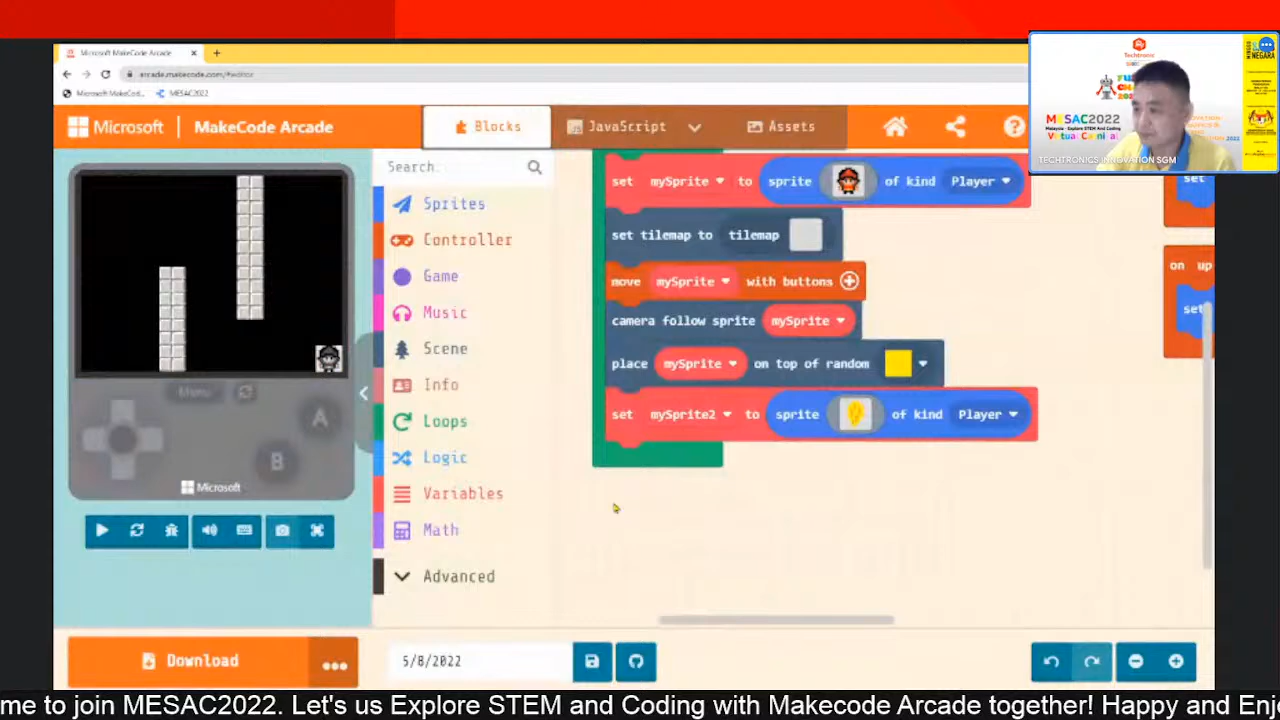 Microsoft MakeCode Arcade
arcade.makecode.com/#editor
Microsoft MakeCod...
MESAC2022
Microsoft
MakeCode Arcade
Blocks
JavaScript
Assets
Techtronic
MESAC2022
TECHTRONICS INNOVATION SGM
Search...
Sprites
Controller
Game
Music
Scene
Info
Loops
Logic
Variables
Math
Advanced
set mySprite to sprite of kind Player
set tilemap to tilemap
move mySprite with buttons
camera follow sprite mySprite
place mySprite on top of random
set mySprite2 to sprite of kind Player
set
on up
set
Menu
A
B
Microsoft
Download
5/8/2022
me to join MESAC2022. Let's us Explore STEM and Coding with Makecode Arcade together! Happy and Enj